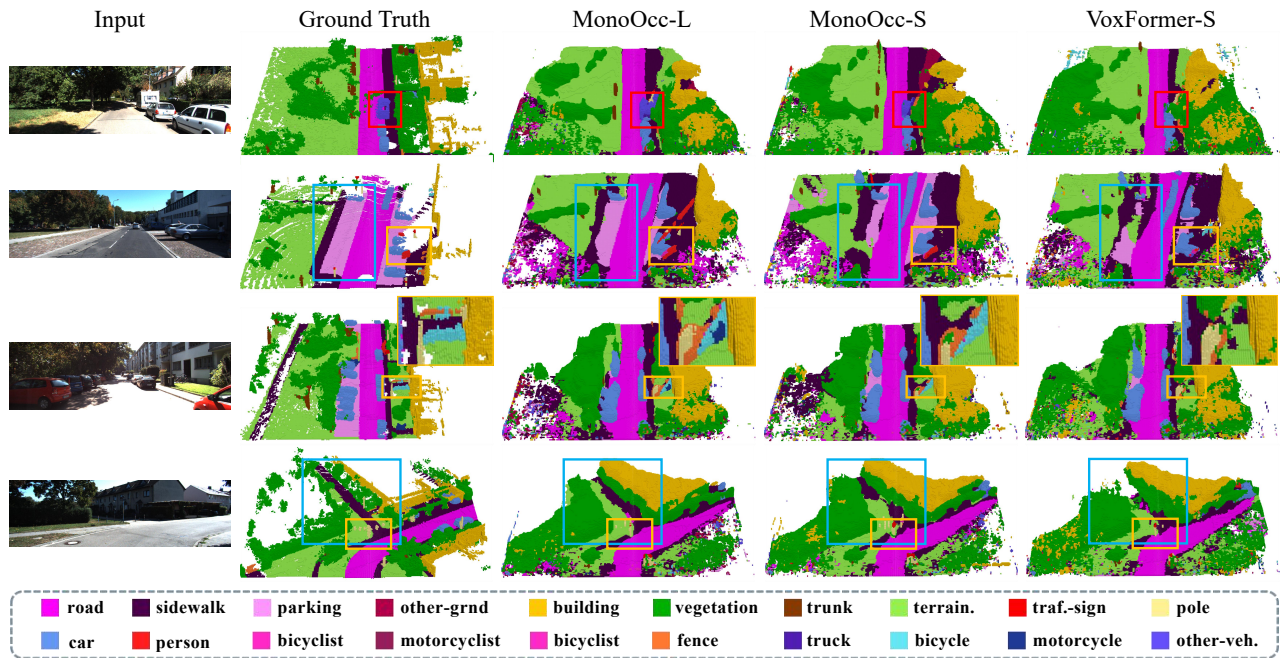 Input Ground Truth MonoOcc-L MonoOcc-S VoxFormer-S
road sidewalk parking other-grnd building vegetation trunk terrain. traf.-sign pole
car person bicyclist motorcyclist bicyclist fence truck bicycle motorcycle other-veh.